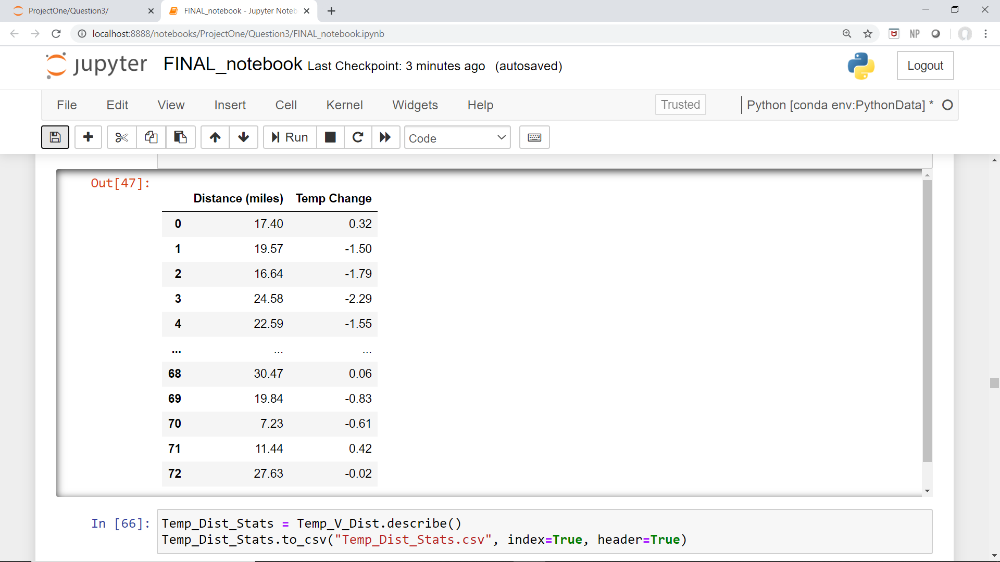 ProjectOne/Question3/
FINAL_notebook - Jupyter Noteb
localhost:8888/notebooks/ProjectOne/Question3/FINAL_notebook.ipynb
NP
jupyter FINAL_notebook Last Checkpoint: 3 minutes ago (autosaved)
Logout
File Edit View Insert Cell Kernel Widgets Help
Trusted
Python [conda env:PythonData] *
Run
Code
Out[47]:
Distance (miles) Temp Change
0 17.40 0.32
1 19.57 -1.50
2 16.64 -1.79
3 24.58 -2.29
4 22.59 -1.55
... ... ...
68 30.47 0.06
69 19.84 -0.83
70 7.23 -0.61
71 11.44 0.42
72 27.63 -0.02
In [66]: Temp_Dist_Stats = Temp_V_Dist.describe()
Temp_Dist_Stats.to_csv("Temp_Dist_Stats.csv", index=True, header=True)